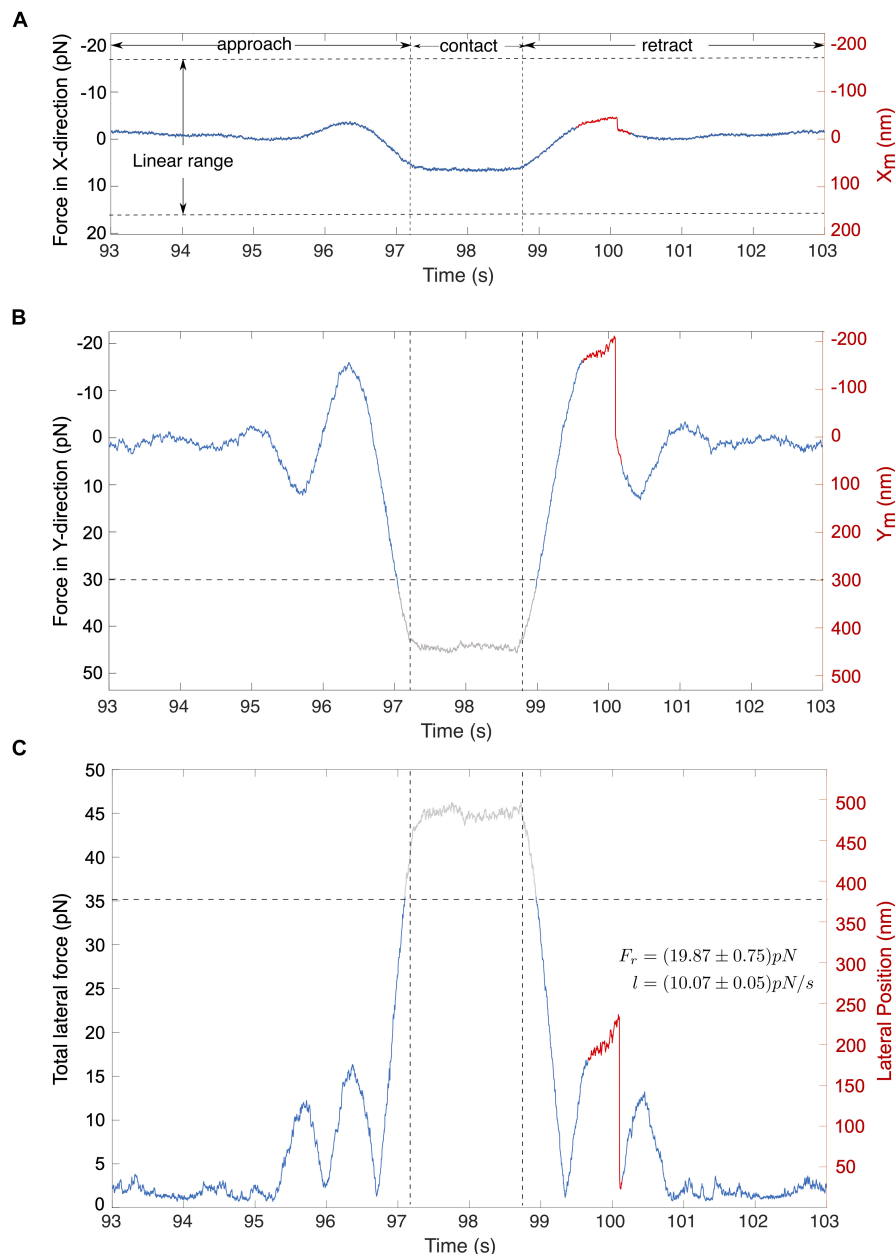 A
approach
contact
retract
Force in X-direction (pN)
-20
-10
0
10
20
Linear range
-200
-100
0
100
200
X_m (nm)
93 94 95 96 97 98 99 100 101 102 103
Time (s)
B
Force in Y-direction (pN)
-20
-10
0
10
20
30
40
50
-200
-100
0
100
200
300
400
500
Y_m (nm)
93 94 95 96 97 98 99 100 101 102 103
Time (s)
C
Total lateral force (pN)
50
45
40
35
30
25
20
15
10
5
0
F_r = (19.87 ± 0.75)pN
l = (10.07 ± 0.05)pN/s
500
450
400
350
300
250
200
150
100
50
Lateral Position (nm)
93 94 95 96 97 98 99 100 101 102 103
Time (s)